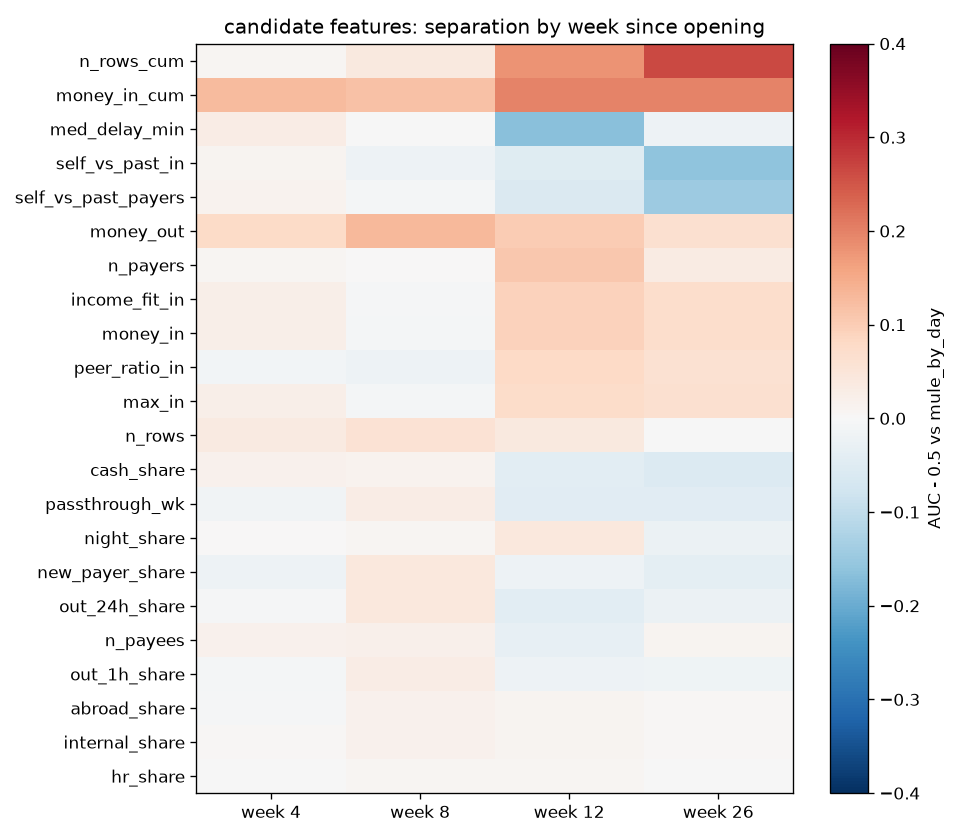 candidate features: separation by week since opening
n_rows_cum
money_in_cum
med_delay_min
self_vs_past_in
self_vs_past_payers
money_out
n_payers
income_fit_in
money_in
peer_ratio_in
max_in
n_rows
cash_share
passthrough_wk
night_share
new_payer_share
out_24h_share
n_payees
out_1h_share
abroad_share
internal_share
hr_share
week 4
week 8
week 12
week 26
0.4
0.3
0.2
0.1
0.0
−0.1
−0.2
−0.3
−0.4
AUC - 0.5 vs mule_by_day